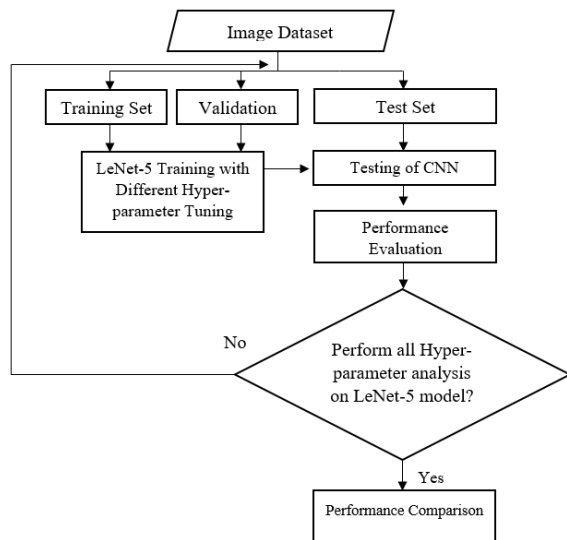 Image Dataset
Training Set
Validation
Test Set
LeNet-5 Training with
Different Hyper-
parameter Tuning
Testing of CNN
Performance
Evaluation
No
Perform all Hyper-
parameter analysis
on LeNet-5 model?
Yes
Performance Comparison